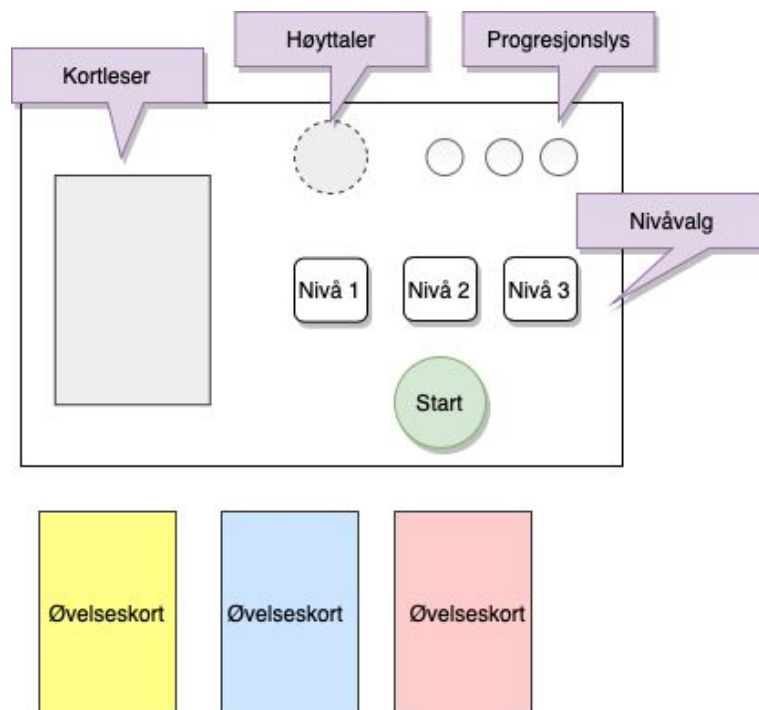 Høyttaler
Progresjonslys
Kortleser
Nivåvalg
Nivå 1
Nivå 2
Nivå 3
Start
Øvelseskort
Øvelseskort
Øvelseskort